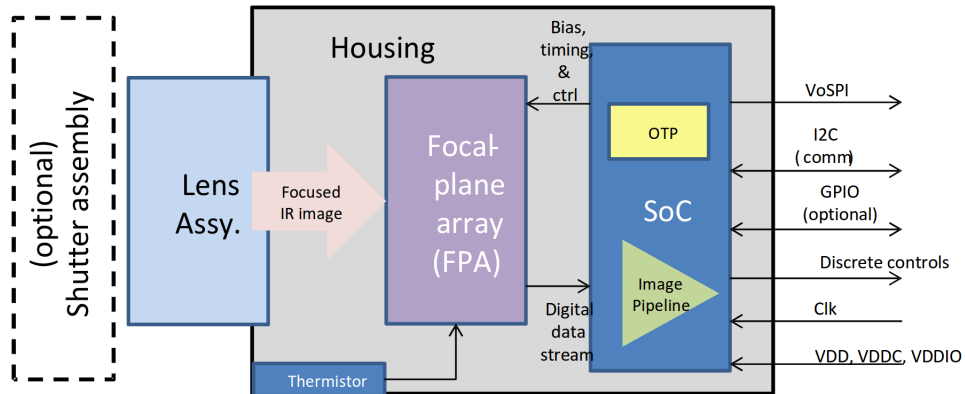 (optional)
Shutter assembly
Lens
Assy.
Housing
Focused
IR image
Focal-
plane
array
(FPA)
Thermistor
Bias,
timing,
&
ctrl
Digital
data
stream
OTP
SoC
Image
Pipeline
VoSPI
I2C
(comm)
GPIO
(optional)
Discrete controls
Clk
VDD, VDDC, VDDIO